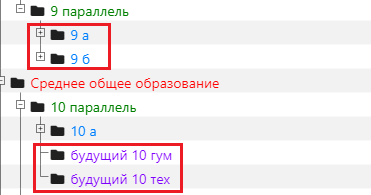 9 параллель
9 а
9 б
Среднее общее образование
10 параллель
10 а
будущий 10 гум
будущий 10 тех